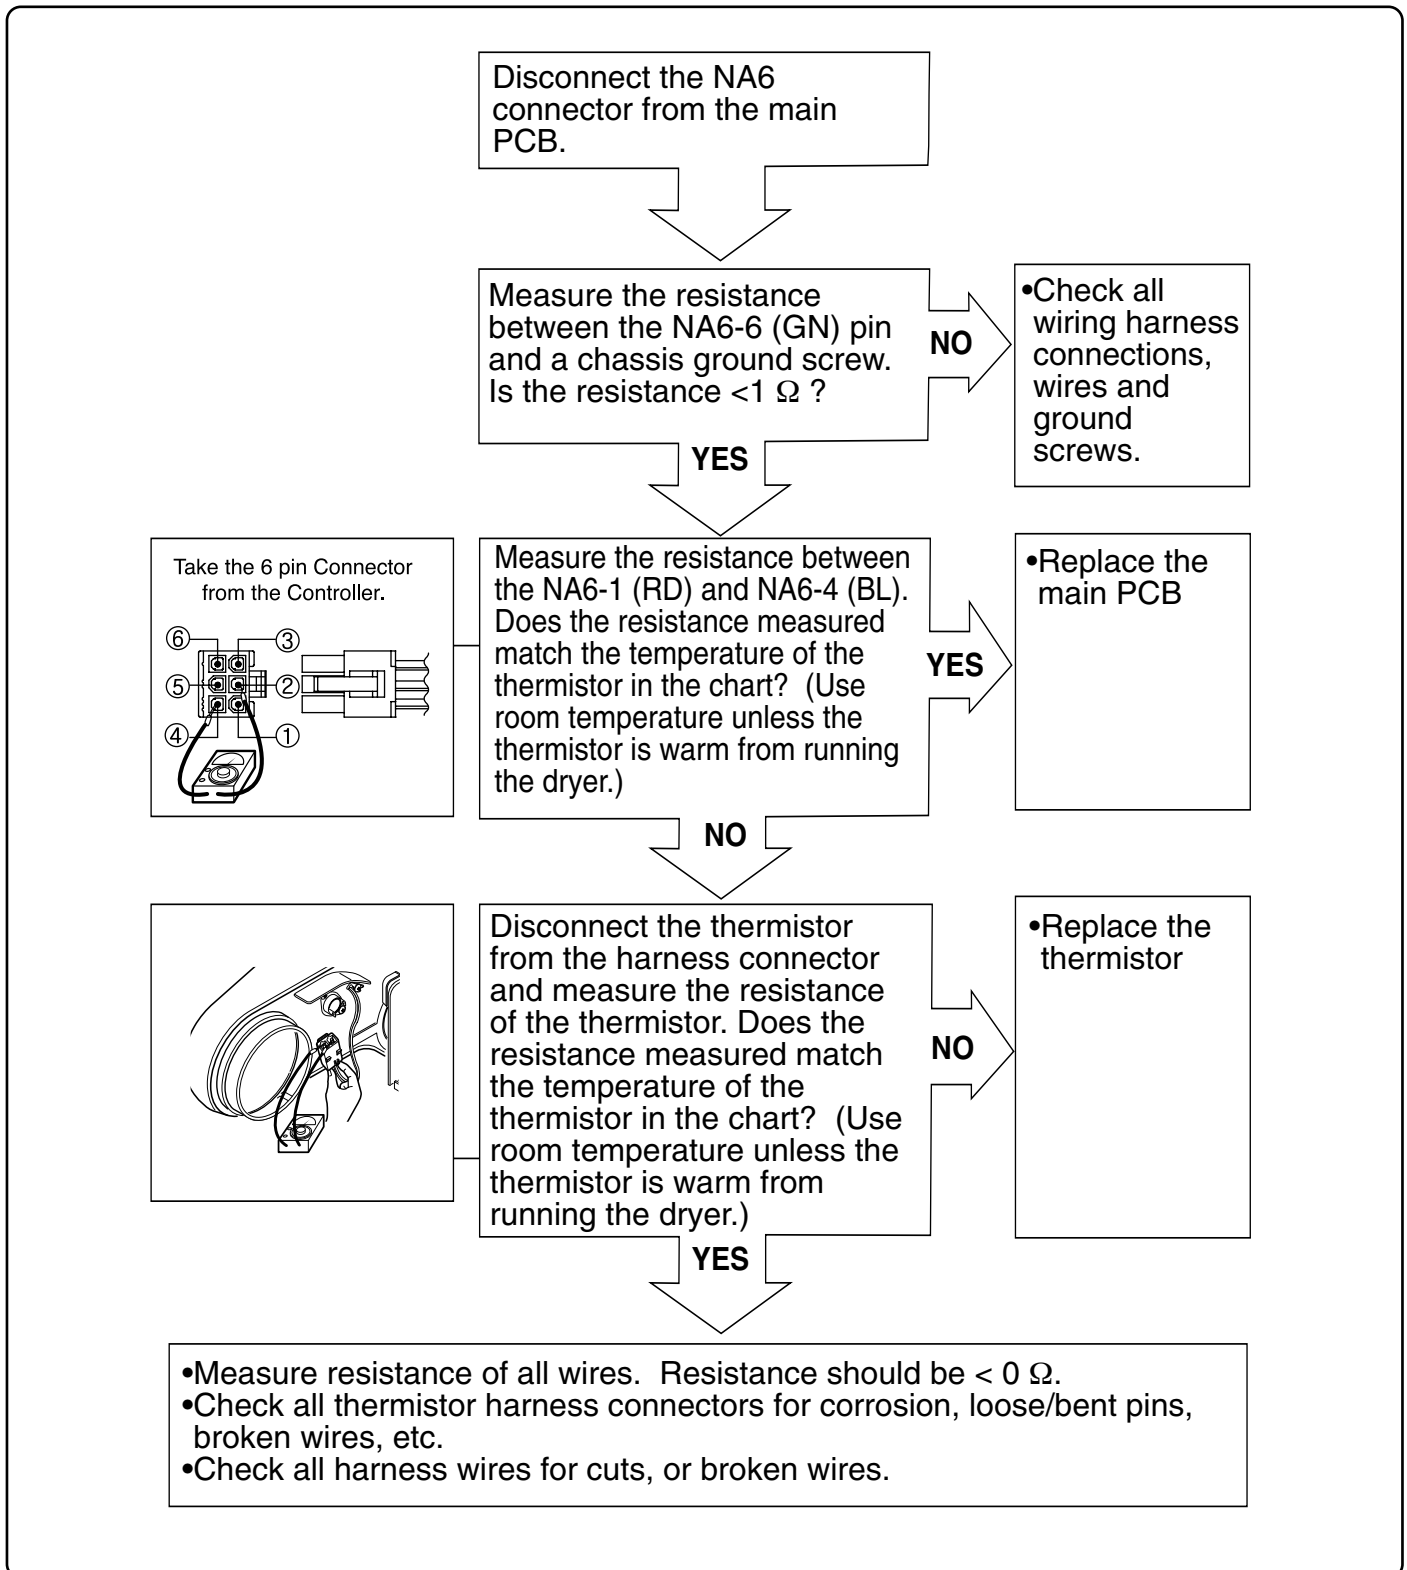 Disconnect the NA6
connector from the main
PCB.
Measure the resistance
between the NA6-6 (GN) pin
and a chassis ground screw.
Is the resistance <1 Ω ?
NO
•Check all
wiring harness
connections,
wires and
ground
screws.
YES
Take the 6 pin Connector
from the Controller.
⑥ ③
⑤ ②
④ ①
Measure the resistance between
the NA6-1 (RD) and NA6-4 (BL).
Does the resistance measured
match the temperature of the
thermistor in the chart? (Use
room temperature unless the
thermistor is warm from running
the dryer.)
YES
•Replace the
main PCB
NO
Disconnect the thermistor
from the harness connector
and measure the resistance
of the thermistor. Does the
resistance measured match
the temperature of the
thermistor in the chart? (Use
room temperature unless the
thermistor is warm from
running the dryer.)
NO
•Replace the
thermistor
YES
•Measure resistance of all wires. Resistance should be < 0 Ω.
•Check all thermistor harness connectors for corrosion, loose/bent pins,
broken wires, etc.
•Check all harness wires for cuts, or broken wires.